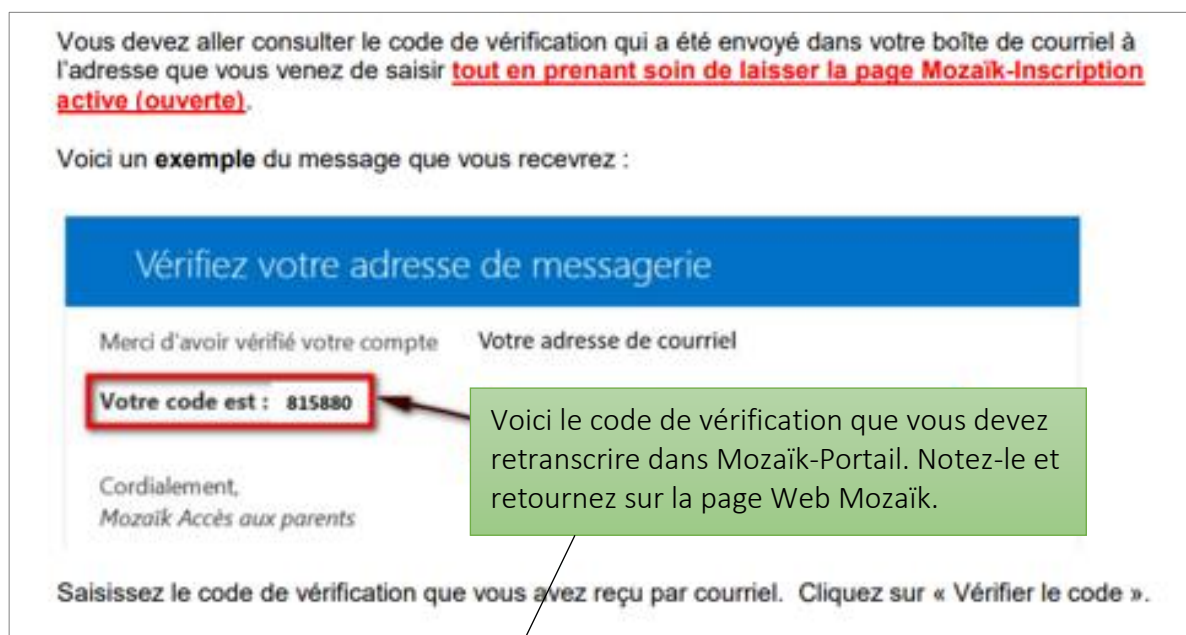 Vous devez aller consulter le code de vérification qui a été envoyé dans votre boîte de courriel à
l'adresse que vous venez de saisir tout en prenant soin de laisser la page Mozaïk-Inscription
active (ouverte).
Voici un exemple du message que vous recevrez :
Vérifiez votre adresse de messagerie
Merci d'avoir vérifié votre compte Votre adresse de courriel
Votre code est : 815880
Voici le code de vérification que vous devez
retranscrire dans Mozaïk-Portail. Notez-le et
retournez sur la page Web Mozaïk.
Cordialement,
Mozaïk Accès aux parents
Saisissez le code de vérification que vous avez reçu par courriel. Cliquez sur « Vérifier le code ».